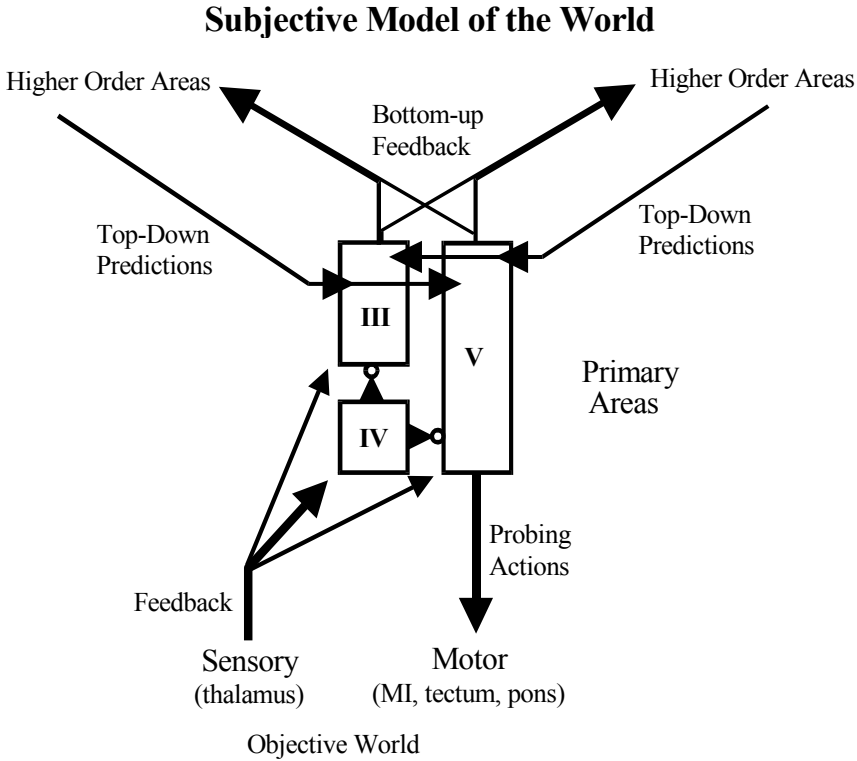 Subjective Model of the World
Higher Order Areas
Higher Order Areas
Bottom-up
Feedback
Top-Down
Predictions
Top-Down
Predictions
III
V
Primary
Areas
IV
Probing
Actions
Feedback
Sensory
(thalamus)
Motor
(MI, tectum, pons)
Objective World